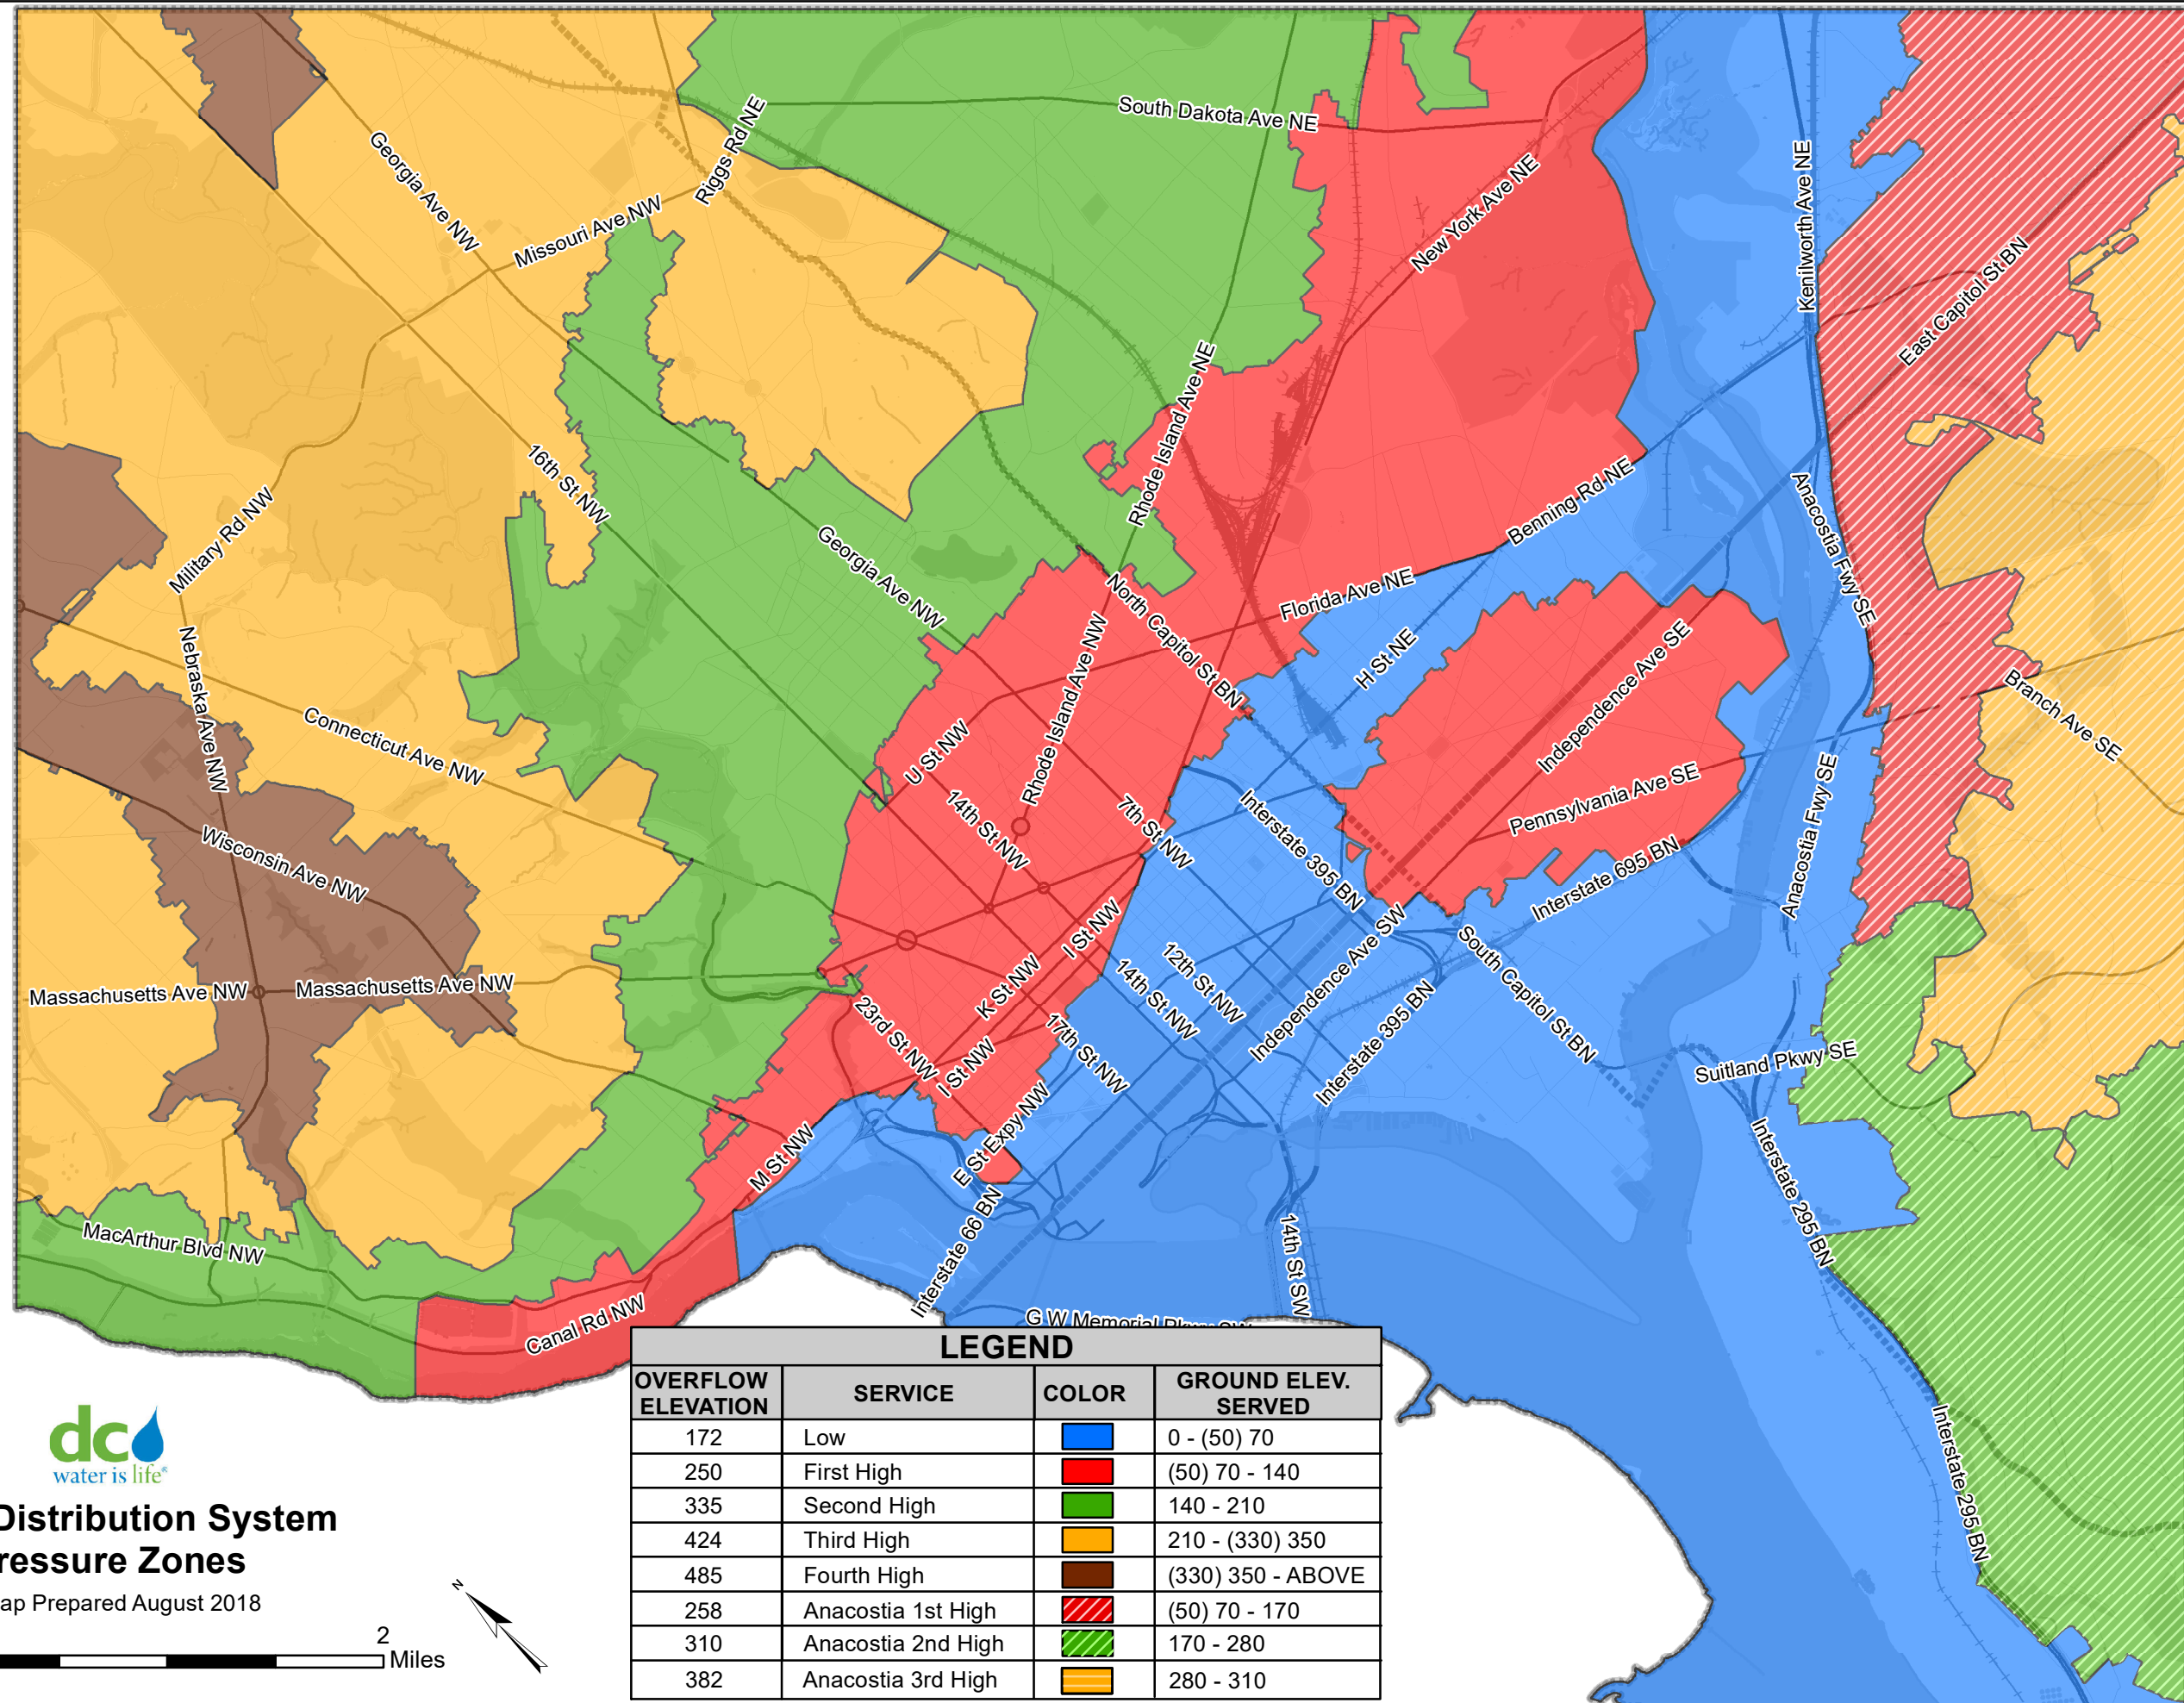 South Dakota Ave NE
Riggs Rd NE
Georgia Ave NW
Missouri Ave NW
New York Ave NE
Kenilworth Ave NE
East Capitol St BN
Rhode Island Ave NE
16th St NW
Military Rd NW
Benning Rd NE
Anacostia Fwy SE
Georgia Ave NW
Florida Ave NE
North Capitol St BN
H St NE
Independence Ave SE
Nebraska Ave NW
Connecticut Ave NW
Rhode Island Ave NW
U St NW
Branch Ave SE
14th St NW
7th St NW
Interstate 395 BN
Pennsylvania Ave SE
Anacostia Fwy SE
Wisconsin Ave NW
Interstate 695 BN
I St NW
K St NW
Massachusetts Ave NW
Massachusetts Ave NW
23rd St NW
I St NW
17th St NW
14th St NW
12th St NW
Independence Ave SW
Interstate 395 BN
South Capitol St BN
Suitland Pkwy SE
M St NW
E St Expy NW
Interstate 66 BN
14th St SW
Interstate 295 BN
MacArthur Blvd NW
Canal Rd NW
G W Memorial Pkwy SW
Interstate 295 BN
LEGEND
OVERFLOW ELEVATION SERVICE COLOR GROUND ELEV. SERVED
172 Low 0 - (50) 70
250 First High (50) 70 - 140
335 Second High 140 - 210
424 Third High 210 - (330) 350
485 Fourth High (330) 350 - ABOVE
258 Anacostia 1st High (50) 70 - 170
310 Anacostia 2nd High 170 - 280
382 Anacostia 3rd High 280 - 310
dc
water is life®
Distribution System
ressure Zones
ap Prepared August 2018
N
2
Miles